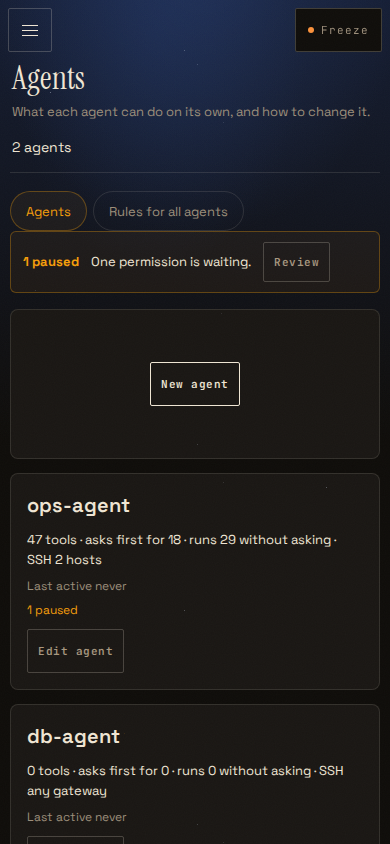 Freeze
Agents
What each agent can do on its own, and how to change it.
2 agents
Agents
Rules for all agents
1 paused One permission is waiting. Review
New agent
ops-agent
47 tools · asks first for 18 · runs 29 without asking ·
SSH 2 hosts
Last active never
1 paused
Edit agent
db-agent
0 tools · asks first for 0 · runs 0 without asking · SSH
any gateway
Last active never